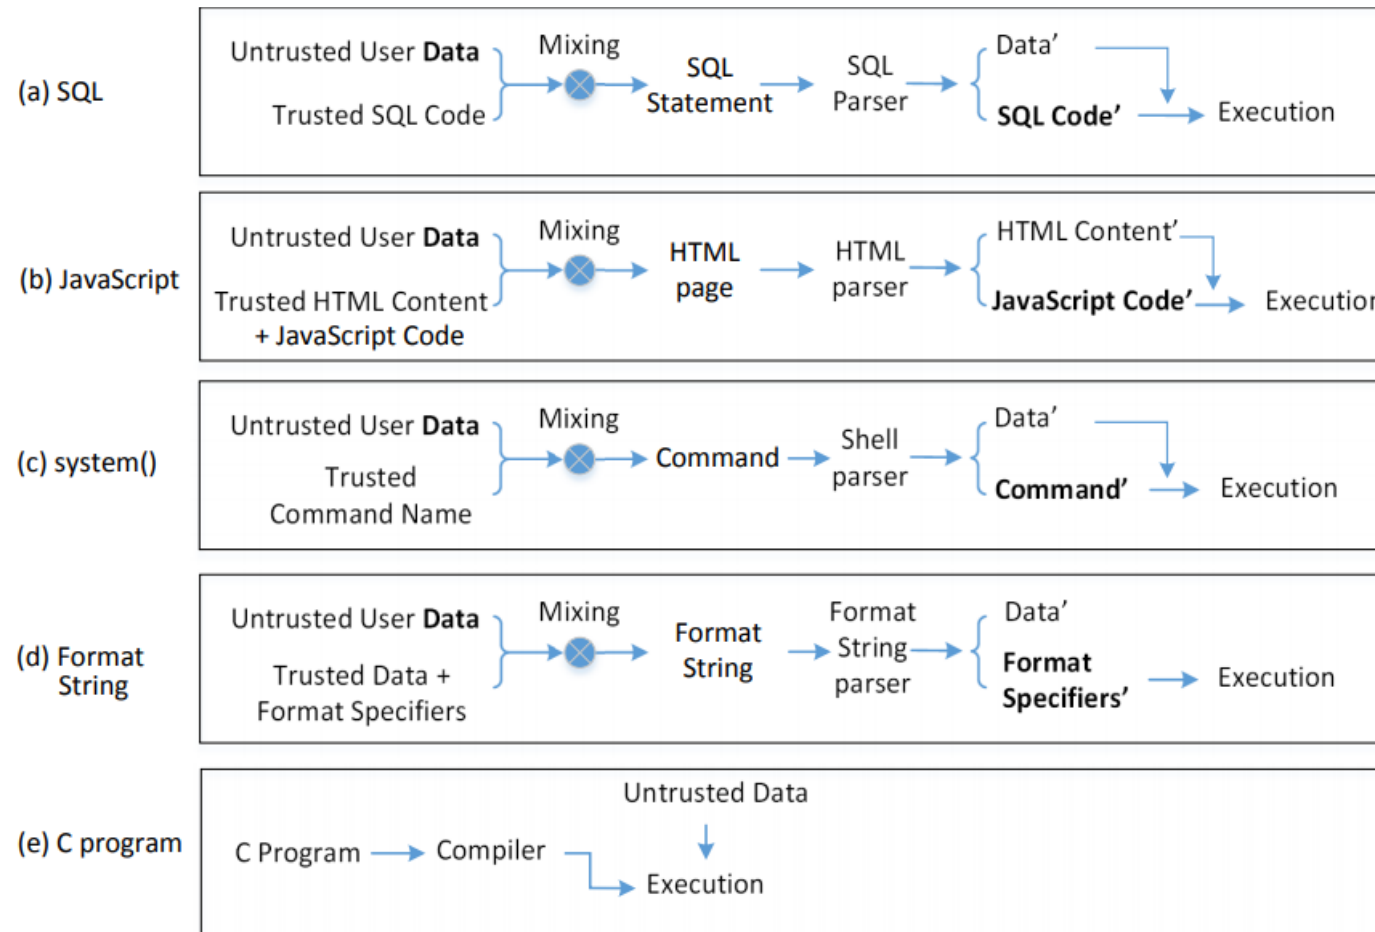 (a) SQL
Untrusted User Data
Trusted SQL Code
Mixing
SQL
Statement
SQL
Parser
Data’
SQL Code’
Execution
(b) JavaScript
Untrusted User Data
Trusted HTML Content
+ JavaScript Code
Mixing
HTML
page
HTML
parser
HTML Content’
JavaScript Code’
Execution
(c) system()
Untrusted User Data
Trusted
Command Name
Mixing
Command
Shell
parser
Data’
Command’
Execution
(d) Format
String
Untrusted User Data
Trusted Data +
Format Specifiers
Mixing
Format
String
Format
String
parser
Data’
Format
Specifiers’
Execution
(e) C program
C Program
Compiler
Untrusted Data
Execution